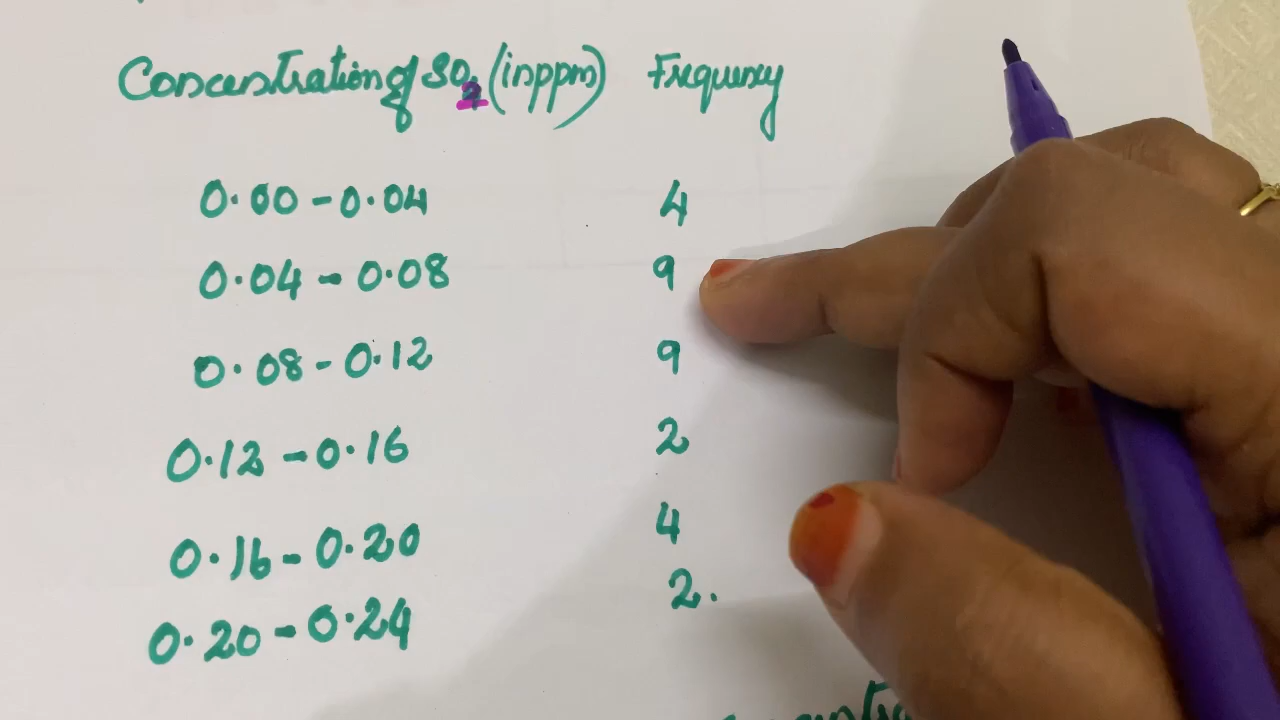 Concentration of SO2 (in ppm) Frequency
0.00 - 0.04 4
0.04 - 0.08 9
0.08 - 0.12 9
0.12 - 0.16 2
0.16 - 0.20 4
0.20 - 0.24 2.